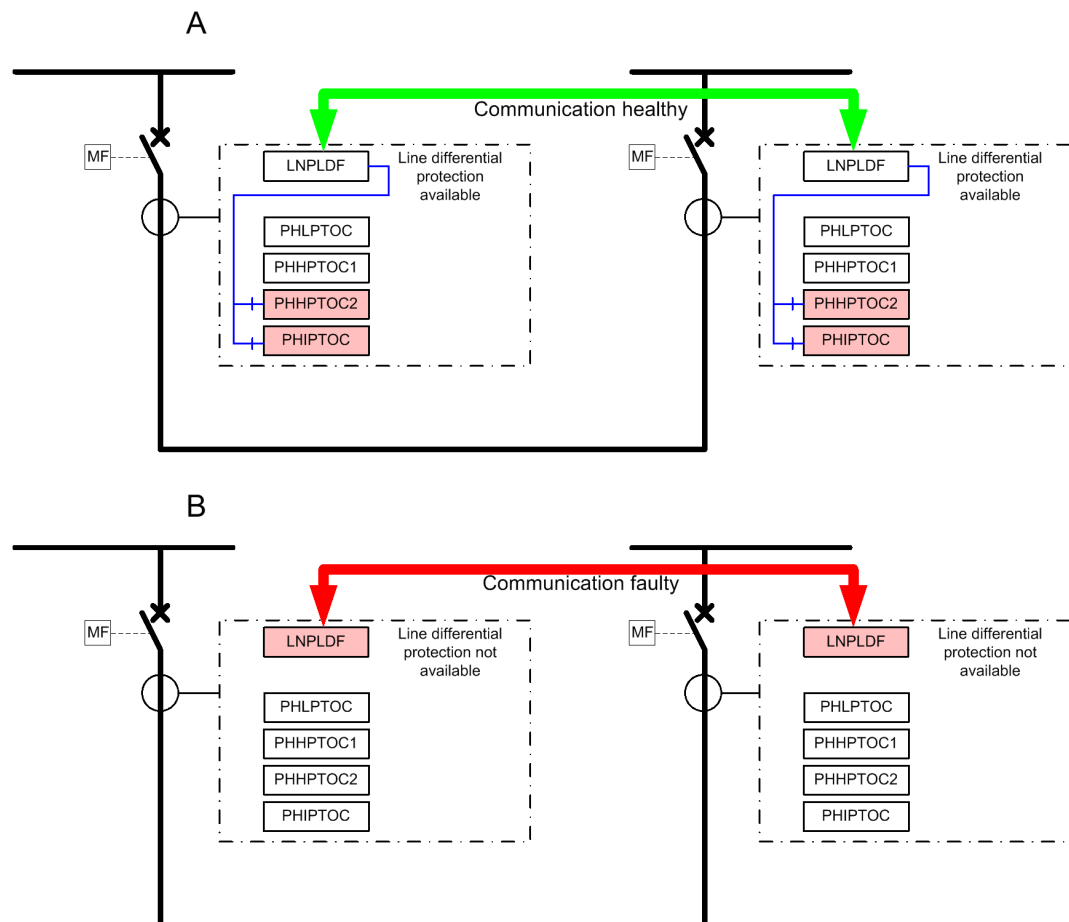 A
Communication healthy
MF
LNPLDF
Line differential
protection
available
PHLPTOC
PHHPTOC1
PHHPTOC2
PHIPTOC
MF
LNPLDF
Line differential
protection
available
PHLPTOC
PHHPTOC1
PHHPTOC2
PHIPTOC
B
Communication faulty
MF
LNPLDF
Line differential
protection not
available
PHLPTOC
PHHPTOC1
PHHPTOC2
PHIPTOC
MF
LNPLDF
Line differential
protection not
available
PHLPTOC
PHHPTOC1
PHHPTOC2
PHIPTOC